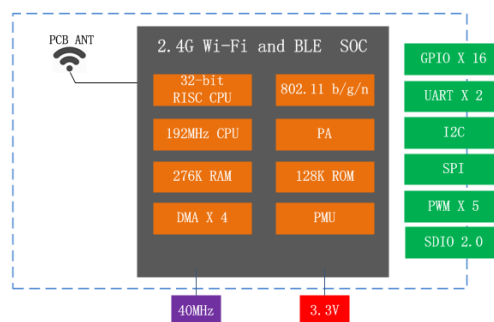 PCB ANT
2.4G Wi-Fi and BLE SOC
32-bit
RISC CPU
802.11 b/g/n
192MHz CPU
PA
276K RAM
128K ROM
DMA X 4
PMU
GPIO X 16
UART X 2
I2C
SPI
PWM X 5
SDIO 2.0
40MHz
3.3V